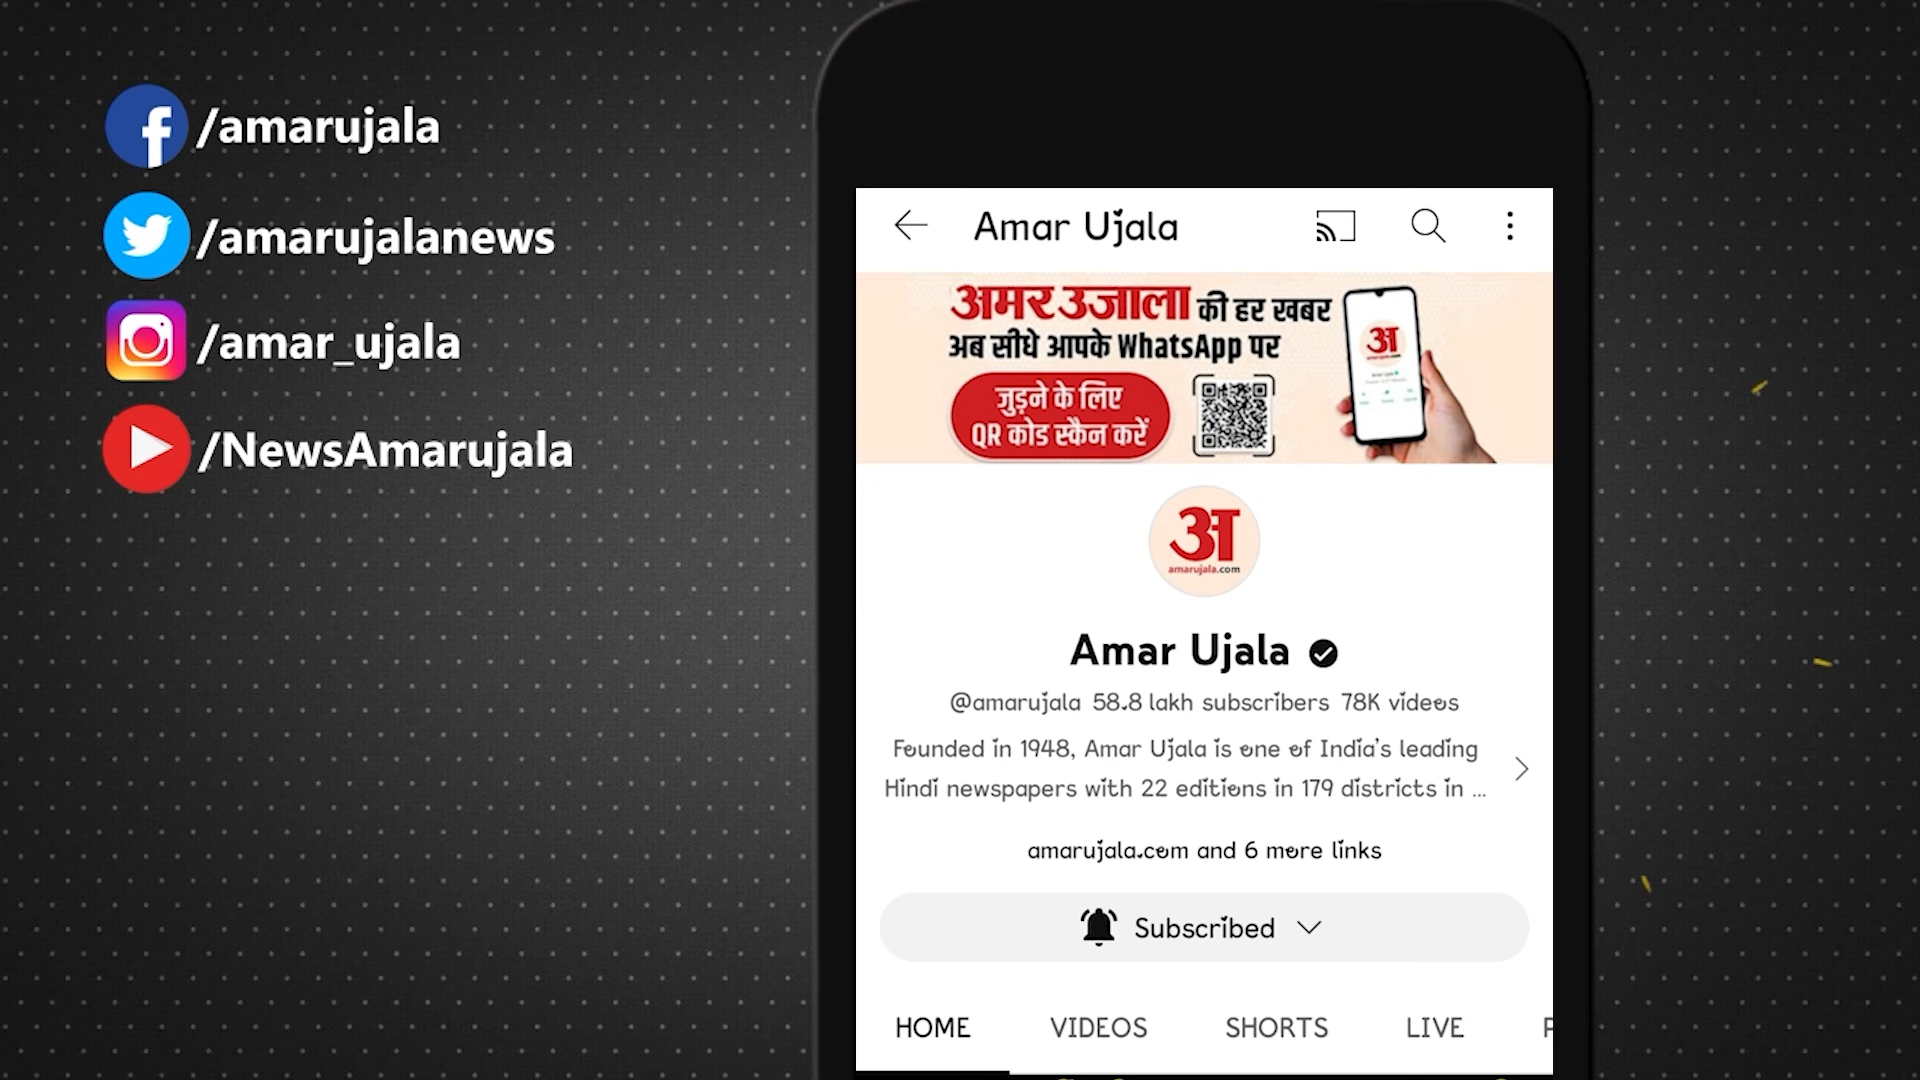 /amarujala
/amarujalanews
/amar_ujala
/NewsAmarujala
Amar Ujala
अमर उजाला की हर खबर
अब सीधे आपके WhatsApp पर
जुड़ने के लिए
QR कोड स्कैन करें
अ
अ
amarujala.com
Amar Ujala
@amarujala 58.8 lakh subscribers 78K videos
Founded in 1948, Amar Ujala is one of India's leading
Hindi newspapers with 22 editions in 179 districts in ...
amarujala.com and 6 more links
Subscribed
HOME VIDEOS SHORTS LIVE